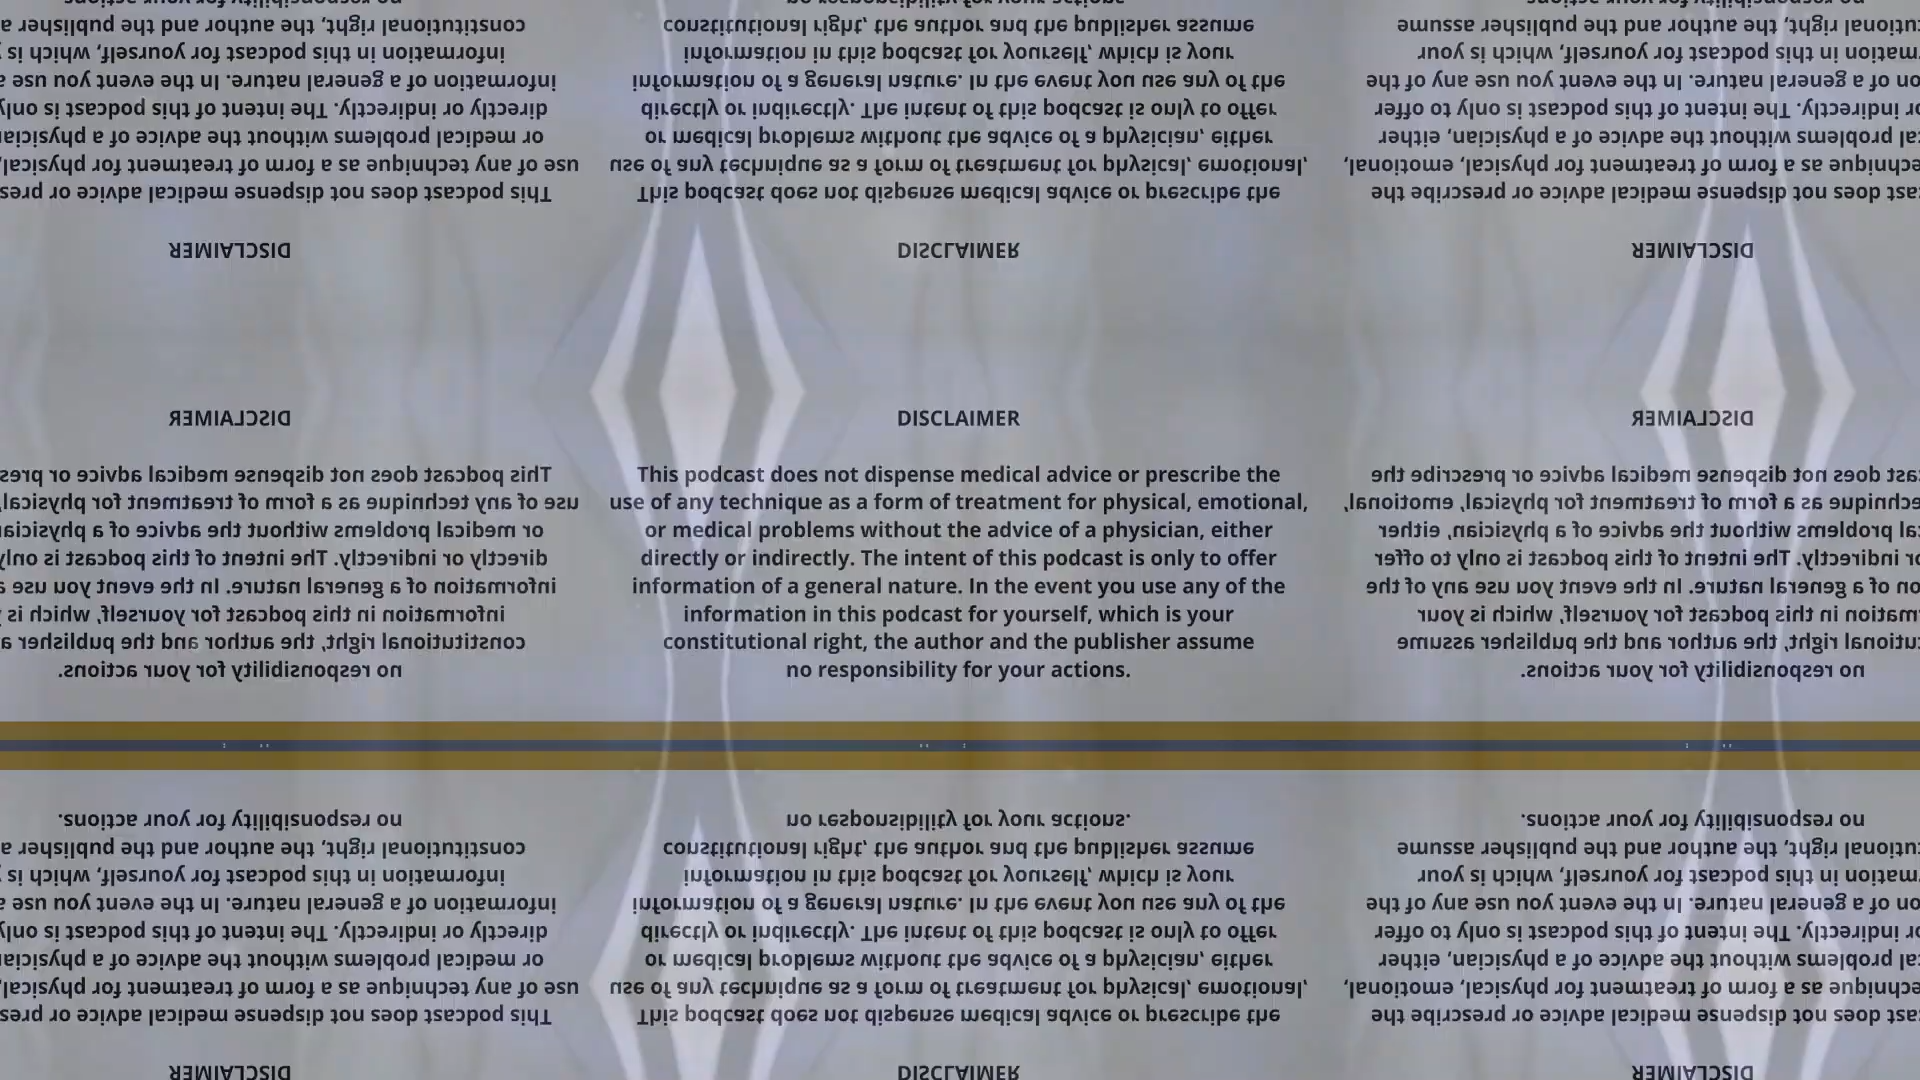 DISCLAIMER
This podcast does not dispense medical advice or prescribe the
use of any technique as a form of treatment for physical, emotional,
or medical problems without the advice of a physician, either
directly or indirectly. The intent of this podcast is only to offer
information of a general nature. In the event you use any of the
information in this podcast for yourself, which is your
constitutional right, the author and the publisher assume
no responsibility for your actions.